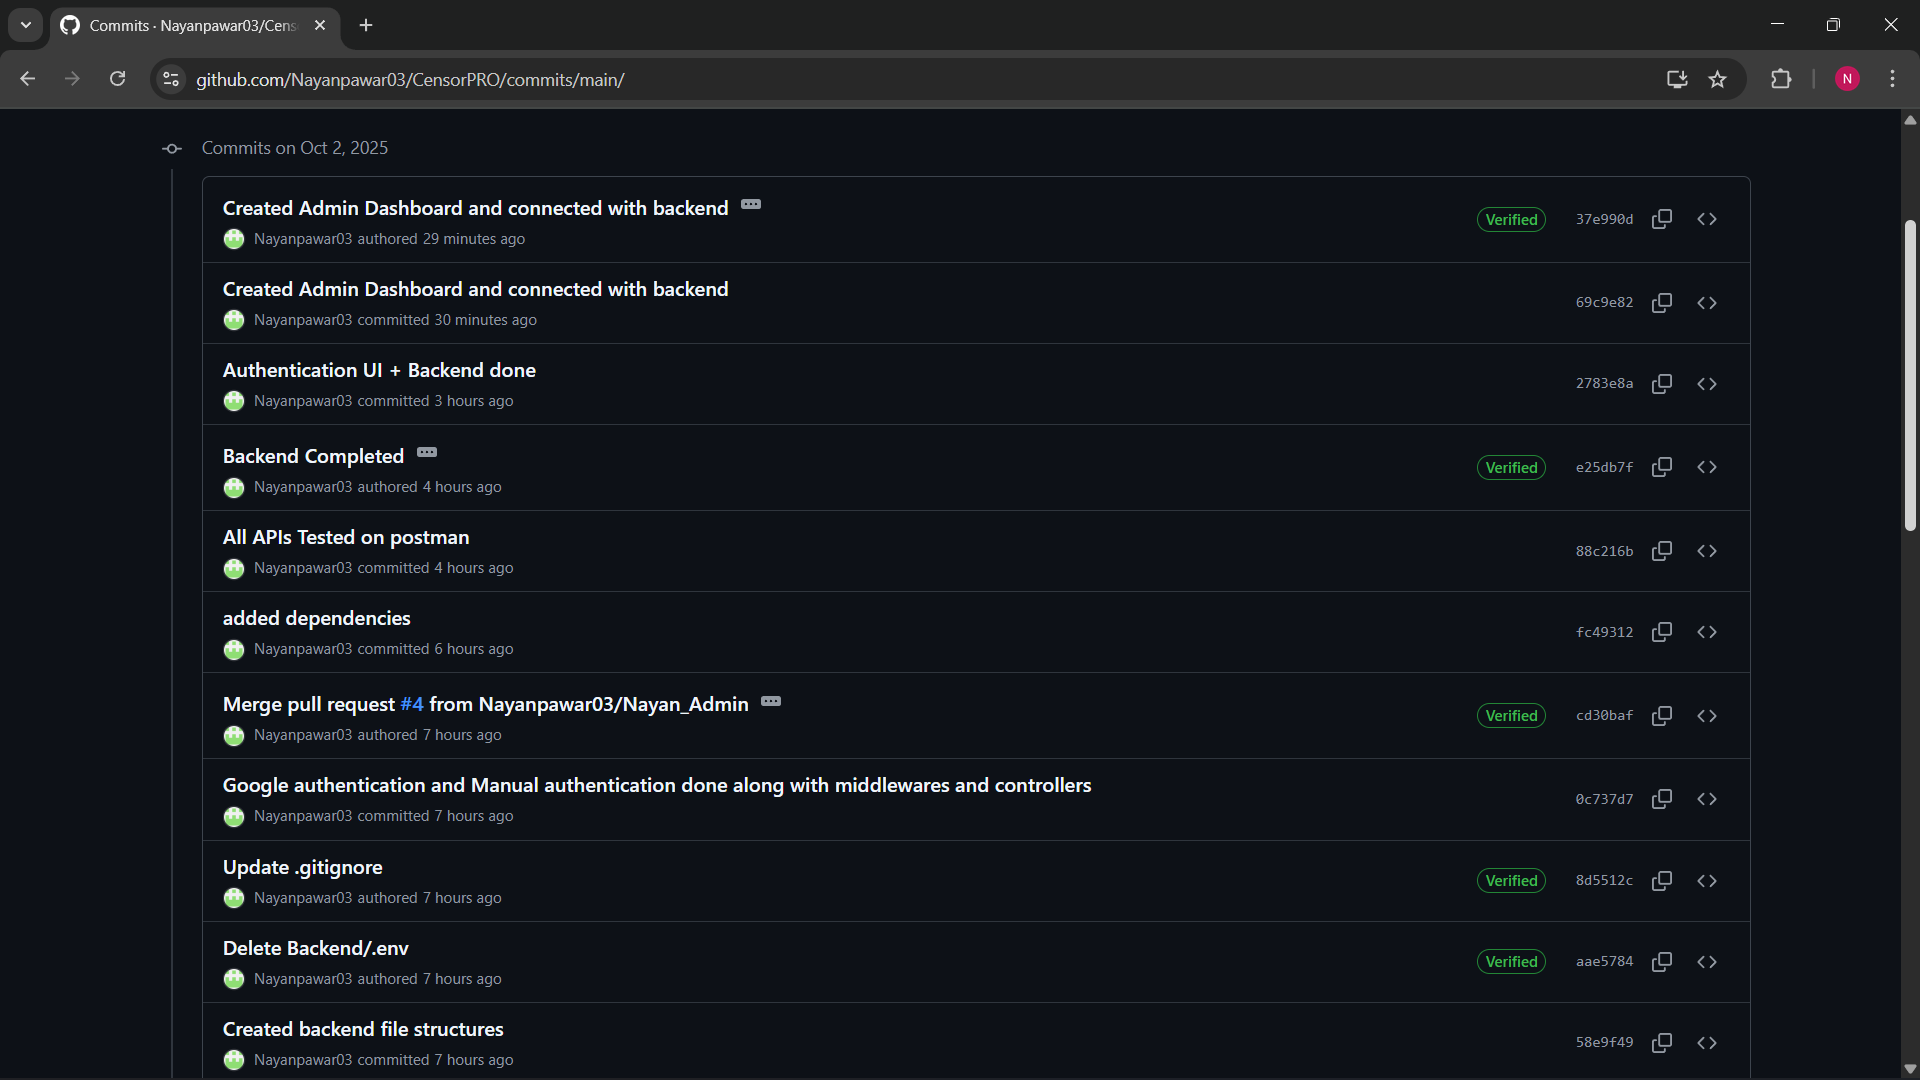 Commits · Nayanpawar03/Cens
github.com/Nayanpawar03/CensorPRO/commits/main/
N
Commits on Oct 2, 2025
Created Admin Dashboard and connected with backend
Nayanpawar03 authored 29 minutes ago
Verified
37e990d
Created Admin Dashboard and connected with backend
Nayanpawar03 committed 30 minutes ago
69c9e82
Authentication UI + Backend done
Nayanpawar03 committed 3 hours ago
2783e8a
Backend Completed
Nayanpawar03 authored 4 hours ago
Verified
e25db7f
All APIs Tested on postman
Nayanpawar03 committed 4 hours ago
88c216b
added dependencies
Nayanpawar03 committed 6 hours ago
fc49312
Merge pull request #4 from Nayanpawar03/Nayan_Admin
Nayanpawar03 authored 7 hours ago
Verified
cd30baf
Google authentication and Manual authentication done along with middlewares and controllers
Nayanpawar03 committed 7 hours ago
0c737d7
Update .gitignore
Nayanpawar03 authored 7 hours ago
Verified
8d5512c
Delete Backend/.env
Nayanpawar03 authored 7 hours ago
Verified
aae5784
Created backend file structures
Nayanpawar03 committed 7 hours ago
58e9f49